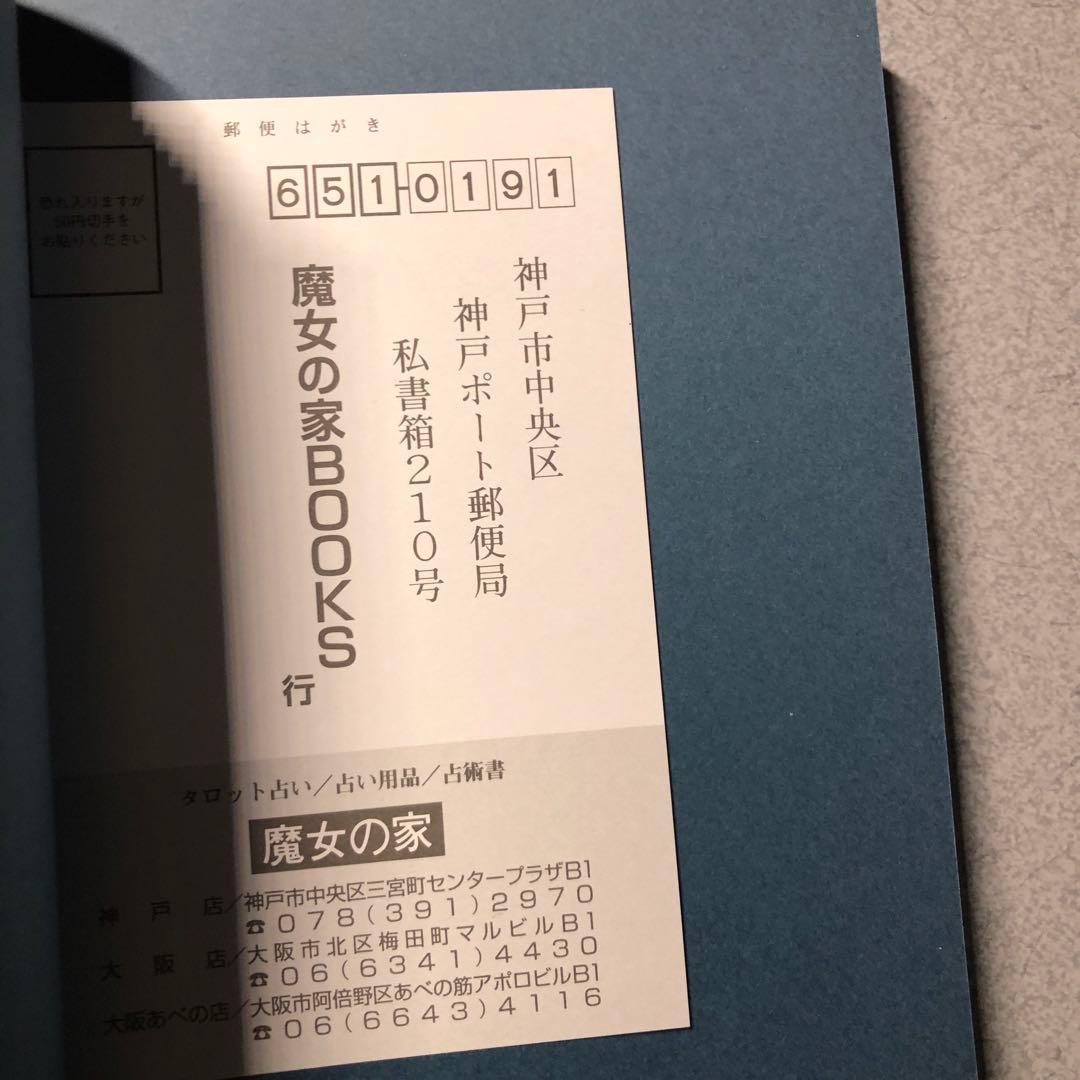 郵便はがき
651-0191
恐れ入りますが
50円切手を
お貼りください
神戸市中央区
神戸ポート郵便局
私書箱210号
魔女の家BOOKS
行
タロット占い／占い用品／占術書
魔女の家
神戸店／神戸市中央区三宮町センタープラザB1
☎078(391)2970
大阪店／大阪市北区梅田町マルビルB1
☎06(6341)4430
大阪あべの店／大阪市阿倍野区あべの筋アポロビルB1
☎06(6643)4116